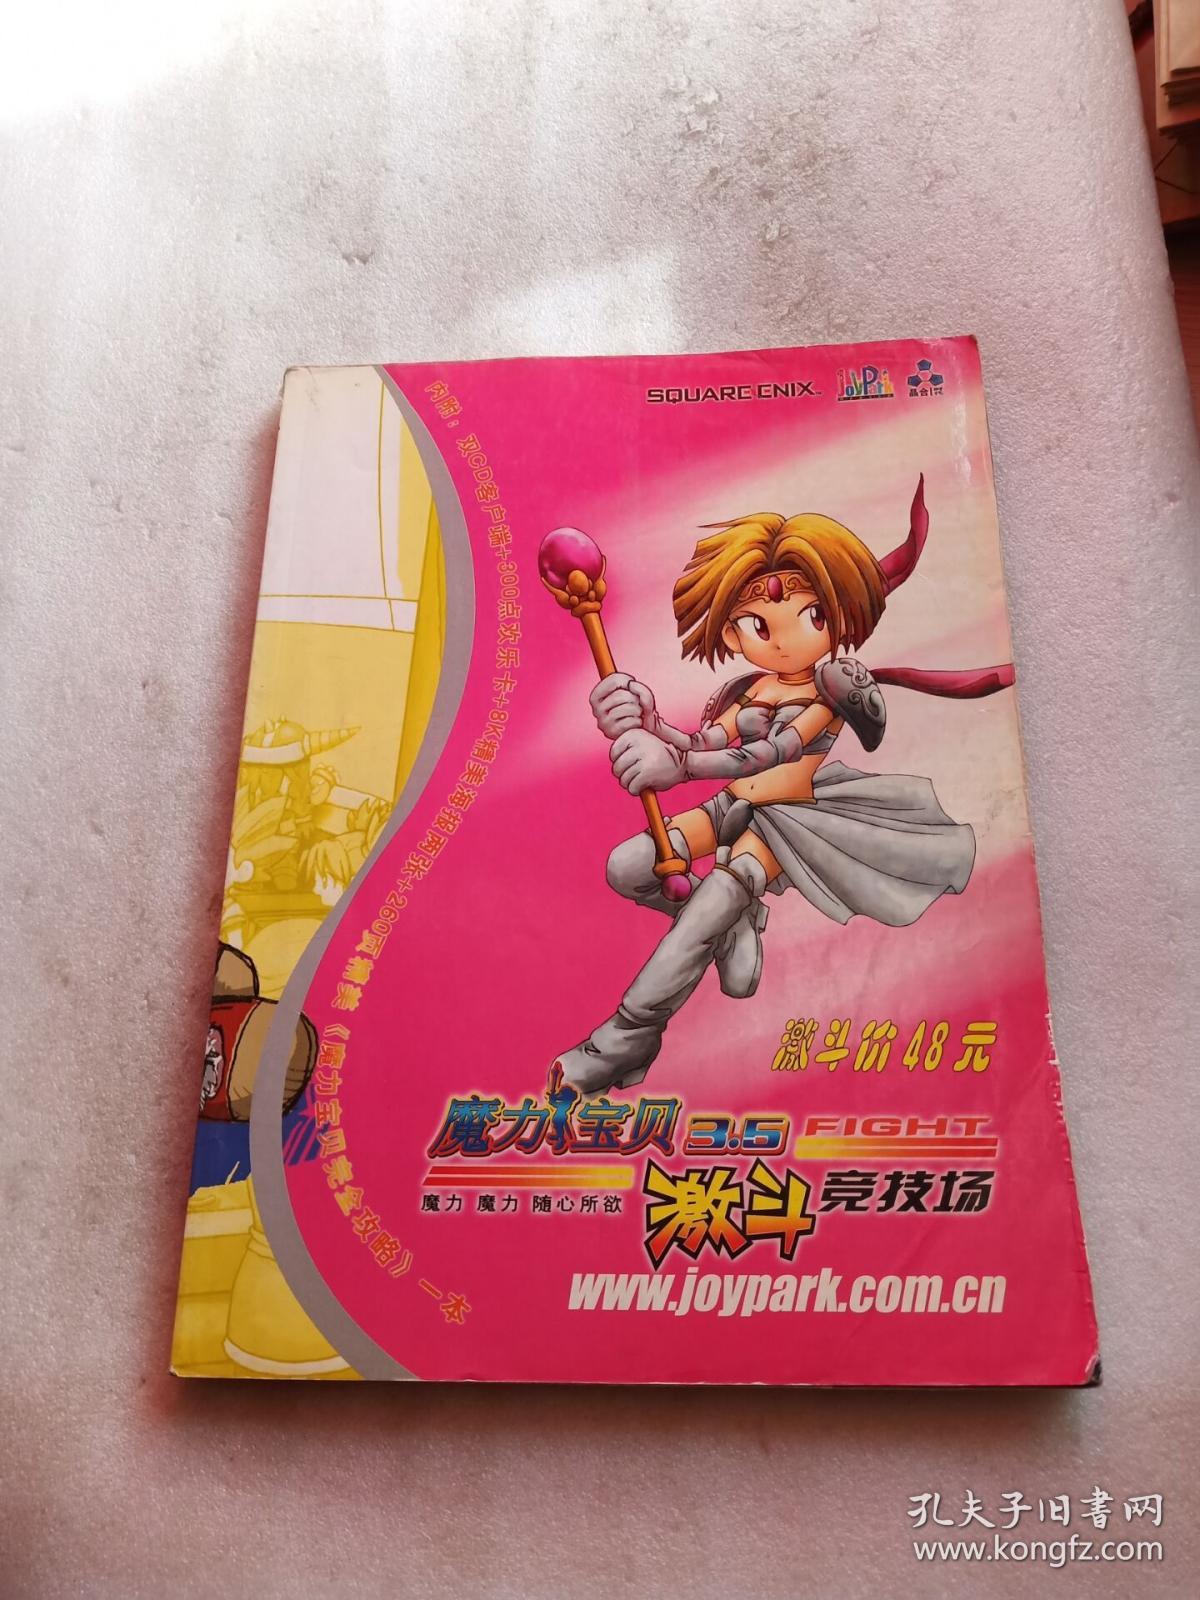 SQUARE ENIX™
JoyPark
晶合
内附：双CD客户端+300点欢乐卡+8K精美海报两张+260页精美《魔力宝贝完全攻略》一本
激斗价48元
魔力宝贝 3.5 FIGHT
魔力 魔力 随心所欲
激斗竞技场
www.joypark.com.cn
孔夫子旧书网
www.kongfz.com